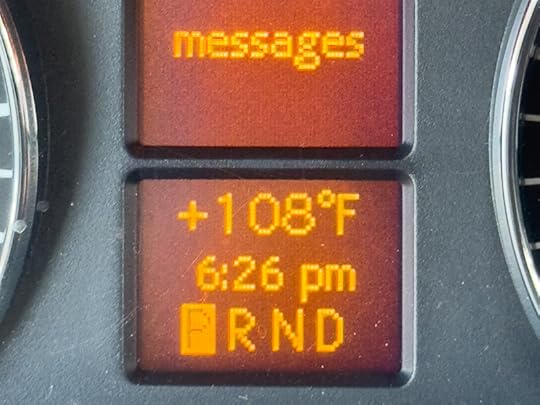 messages
+108°F
6:26 pm
P R N D